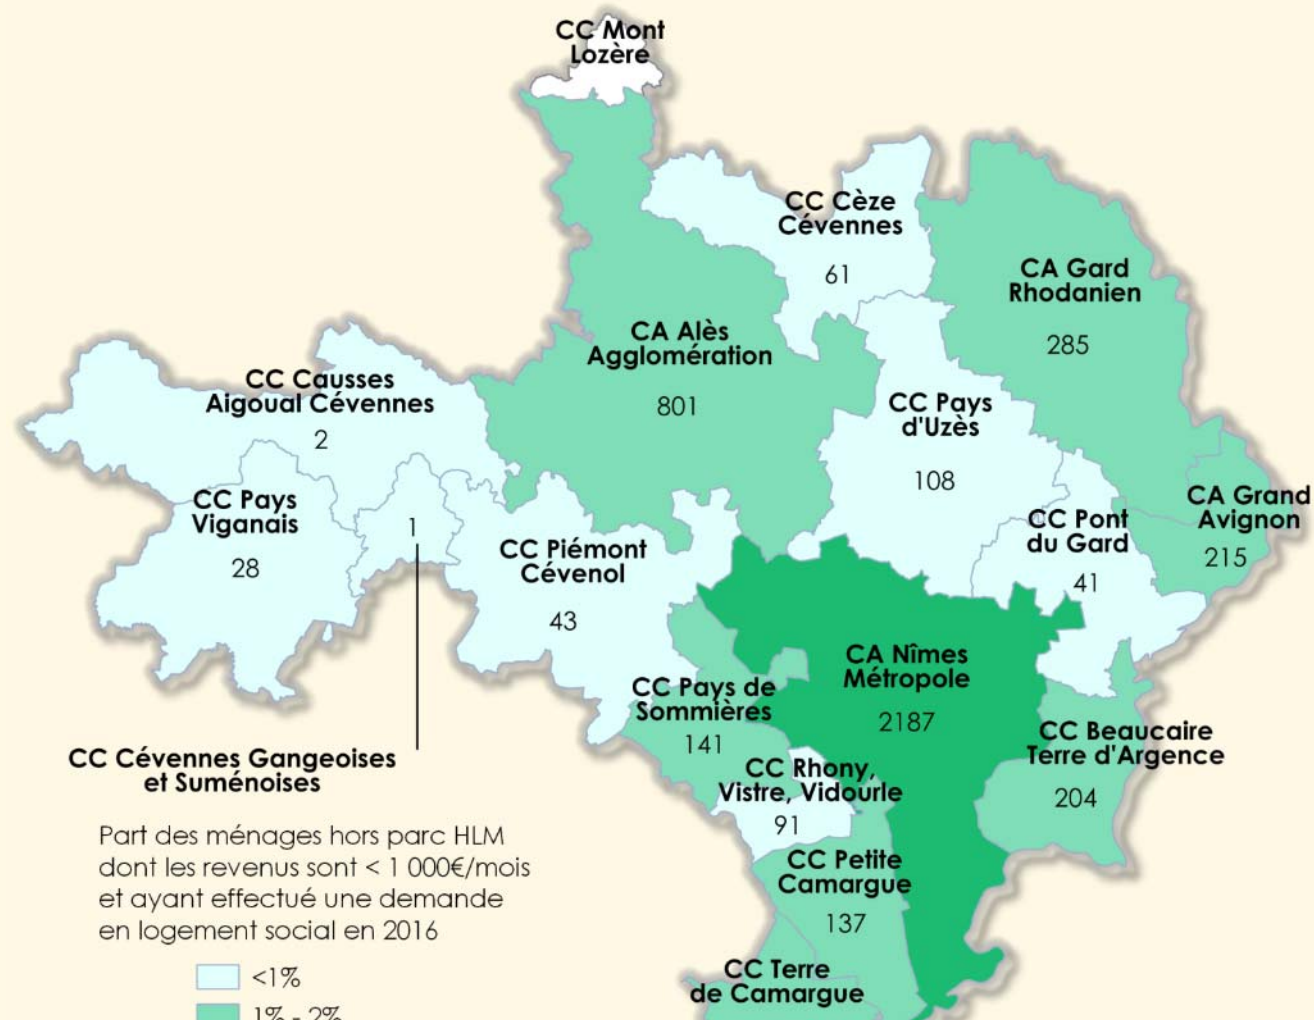 CC Mont
Lozère
CC Cèze
Cévennes
61
CA Gard
Rhodanien
285
CA Alès
Agglomération
801
CC Causses
Aigoual Cévennes
2
CC Pays
d'Uzès
108
CC Pays
Viganais
28
1
CC Piémont
Cévenol
43
CC Pont
du Gard
41
CA Grand
Avignon
215
CA Nîmes
Métropole
2187
CC Pays de
Sommières
141
CC Beaucaire
Terre d'Argence
204
CC Rhony,
Vistre, Vidourle
91
CC Cévennes Gangeoises
et Suménoises
CC Petite
Camargue
137
CC Terre
de Camargue
Part des ménages hors parc HLM
dont les revenus sont < 1 000€/mois
et ayant effectué une demande
en logement social en 2016
<1%
1% - 2%